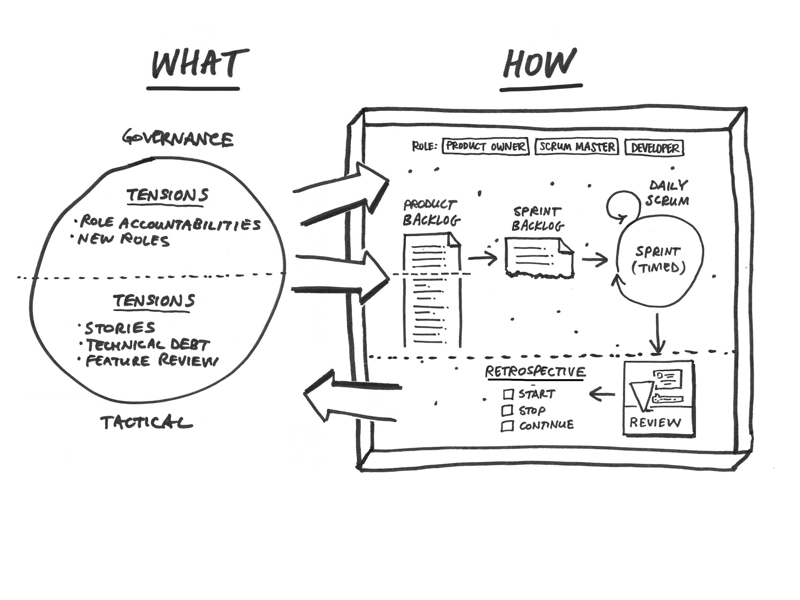 WHAT
HOW
GOVERNANCE
TENSIONS
· ROLE ACCOUNTABILITIES
· NEW ROLES
TENSIONS
· STORIES
· TECHNICAL DEBT
· FEATURE REVIEW
TACTICAL
ROLE: PRODUCT OWNER SCRUM MASTER DEVELOPER
PRODUCT
BACKLOG
SPRINT
BACKLOG
DAILY
SCRUM
SPRINT
(TIMED)
RETROSPECTIVE
START
STOP
CONTINUE
REVIEW